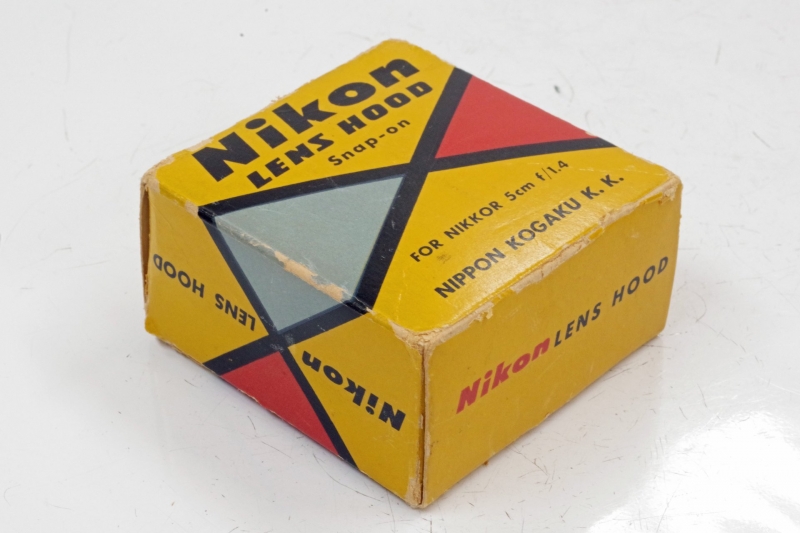 Nikon
LENS HOOD
Snap-on
FOR NIKKOR 5cm f/1.4
NIPPON KOGAKU K. K.
LENS HOOD
Nikon
Nikon LENS HOOD